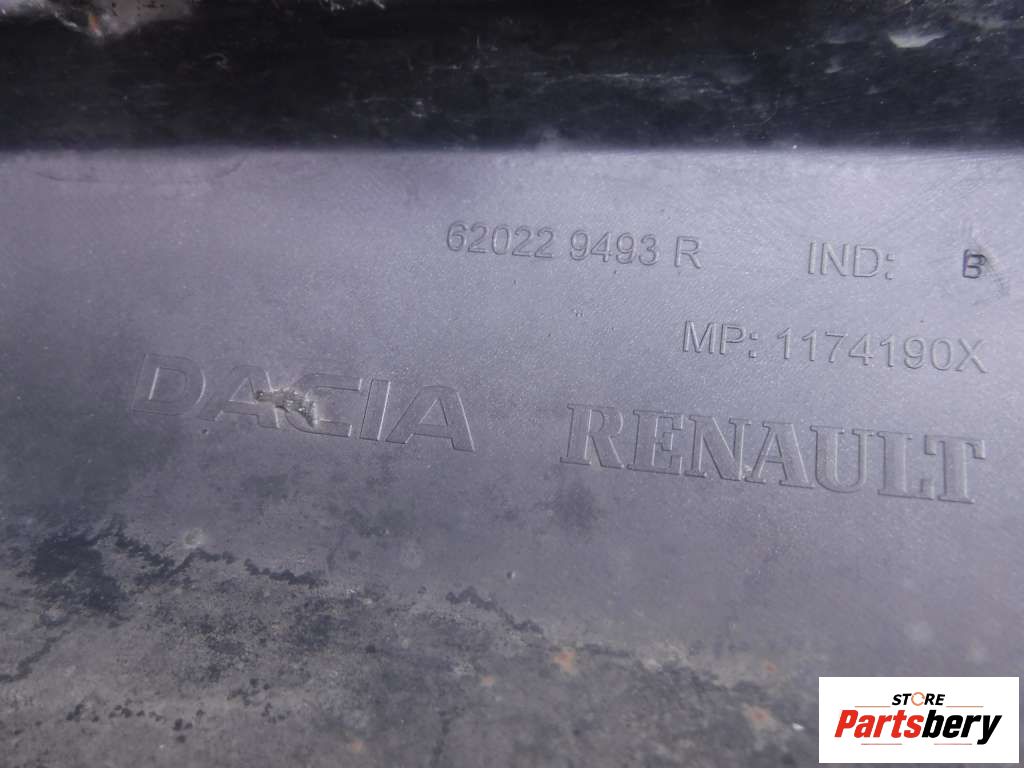 62022 9493 R IND: B
MP: 1174190X
DACIA RENAULT
STORE
Partsbery